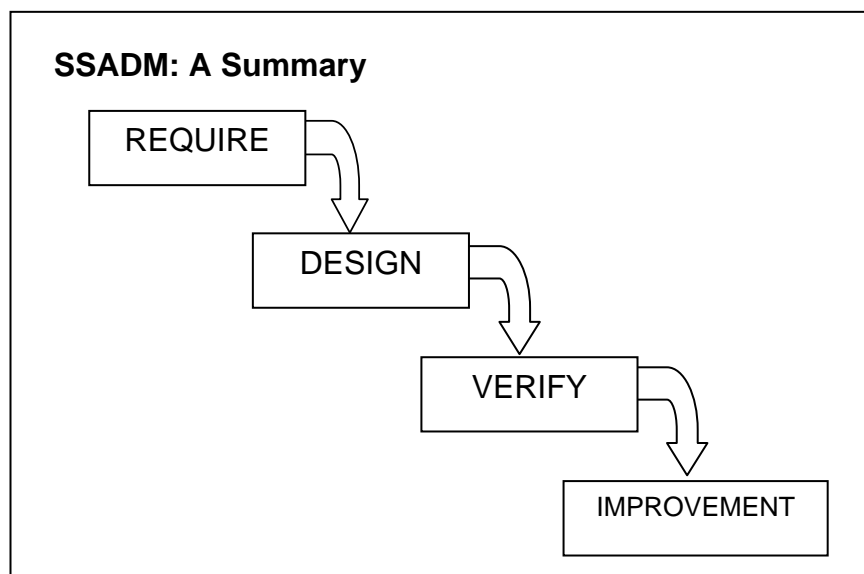 SSADM: A Summary
REQUIRE
DESIGN
VERIFY
IMPROVEMENT